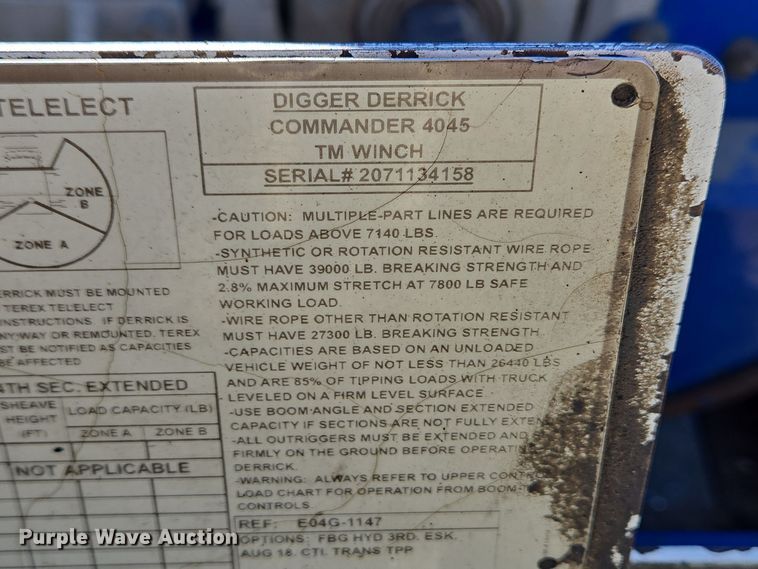 TELELECT
DIGGER DERRICK
COMMANDER 4045
TM WINCH
SERIAL# 2071134158
ZONE B
ZONE A
-CAUTION: MULTIPLE-PART LINES ARE REQUIRED
FOR LOADS ABOVE 7140 LBS.
-SYNTHETIC OR ROTATION RESISTANT WIRE ROPE
MUST HAVE 39000 LB. BREAKING STRENGTH AND
2.8% MAXIMUM STRETCH AT 7800 LB SAFE
WORKING LOAD.
-WIRE ROPE OTHER THAN ROTATION RESISTANT
MUST HAVE 27300 LB. BREAKING STRENGTH
-CAPACITIES ARE BASED ON AN UNLOADED
VEHICLE WEIGHT OF NOT LESS THAN 26440 LBS
AND ARE 85% OF TIPPING LOADS WITH TRUCK
LEVELED ON A FIRM LEVEL SURFACE
-USE BOOM ANGLE AND SECTION EXTENDED
CAPACITY IF SECTIONS ARE NOT FULLY EXTEN
-ALL OUTRIGGERS MUST BE EXTENDED AND
FIRMLY ON THE GROUND BEFORE OPERATI
DERRICK.
-WARNING: ALWAYS REFER TO UPPER CONTR
LOAD CHART FOR OPERATION FROM BOOM-T
CONTROLS.
REF: E04G-1147
OPTIONS: FBG HYD 3RD. ESK.
AUG 18. CTI. TRANS TPP
ERRICK MUST BE MOUNTED
TEREX TELELECT
INSTRUCTIONS. IF DERRICK IS
NY WAY OR REMOUNTED, TEREX
ST BE NOTIFIED AS CAPACITIES
BE AFFECTED
4TH SEC. EXTENDED
SHEAVE HEIGHT (FT)
LOAD CAPACITY (LB)
ZONE A ZONE B
NOT APPLICABLE
Purple Wave Auction